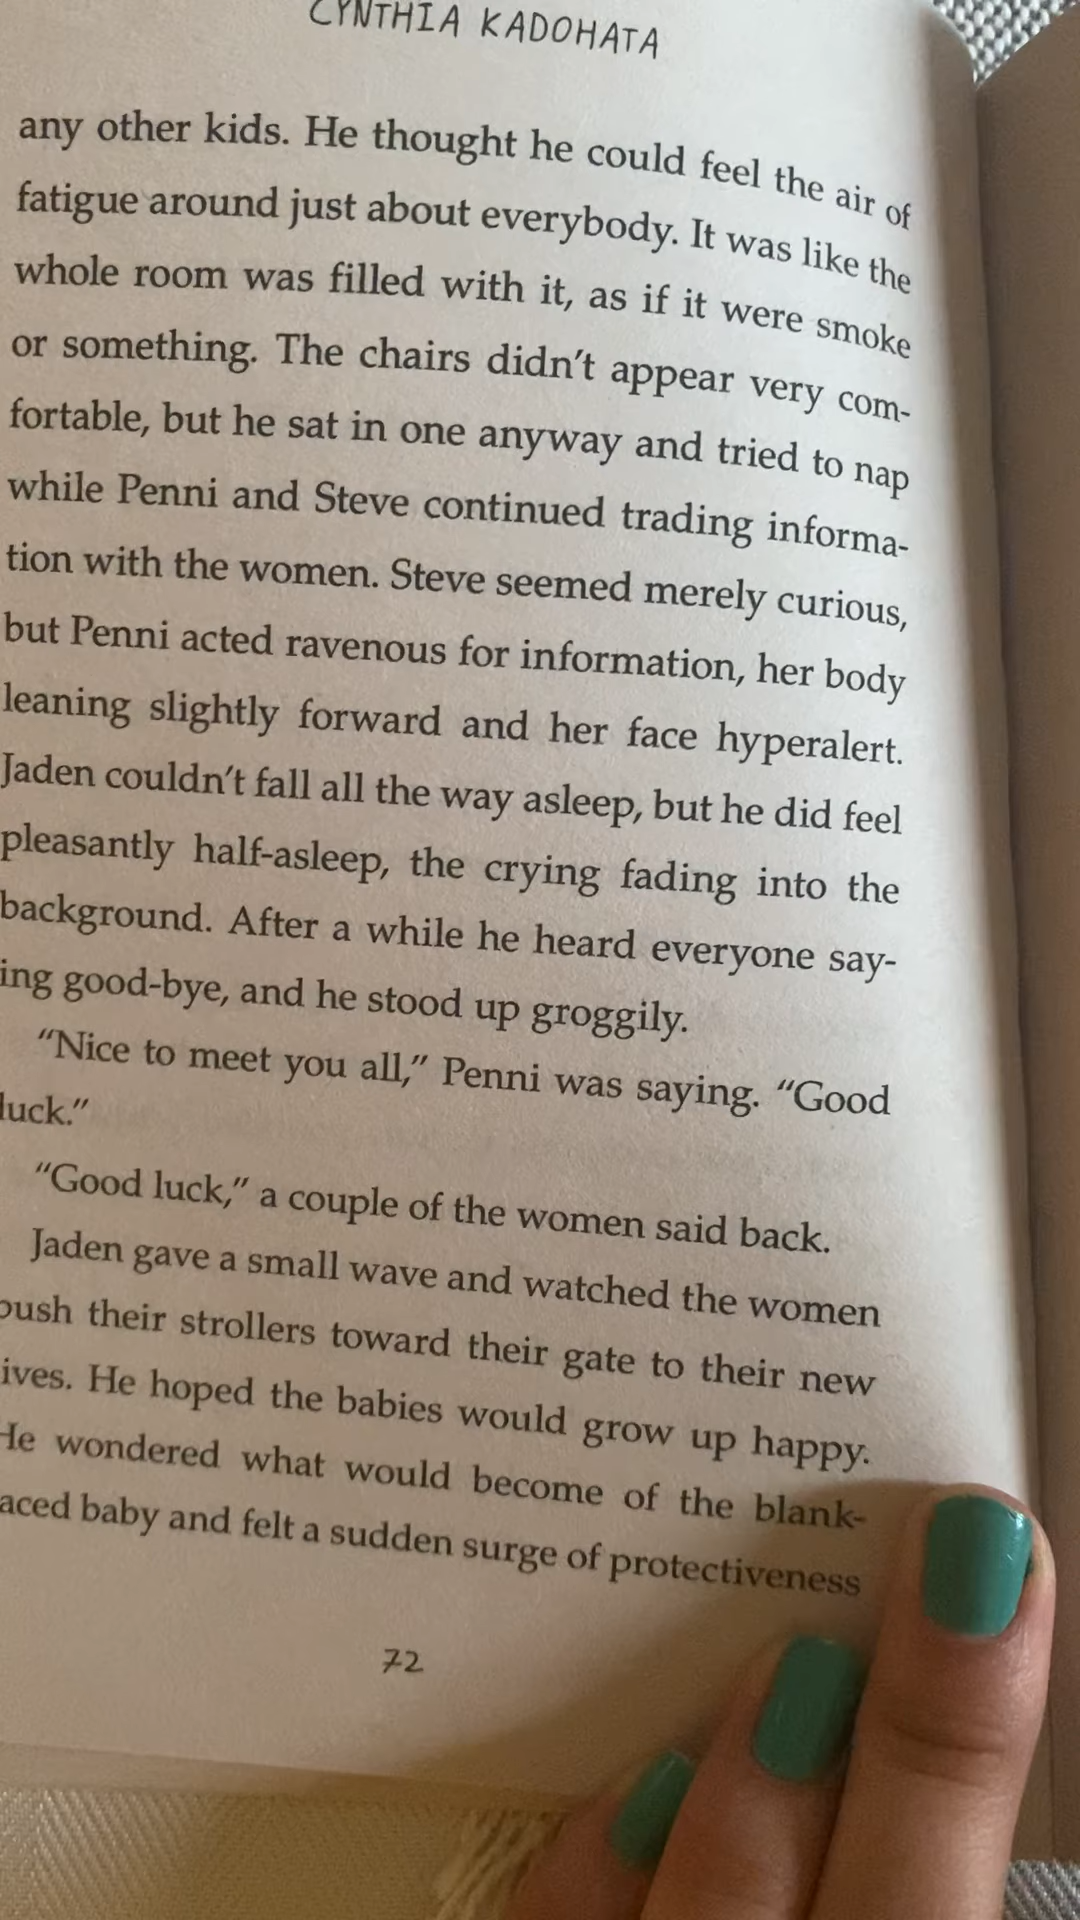 CYNTHIA KADOHATA
any other kids. He thought he could feel the air of
fatigue around just about everybody. It was like the
whole room was filled with it, as if it were smoke
or something. The chairs didn't appear very com-
fortable, but he sat in one anyway and tried to nap
while Penni and Steve continued trading informa-
tion with the women. Steve seemed merely curious,
but Penni acted ravenous for information, her body
leaning slightly forward and her face hyperalert.
Jaden couldn't fall all the way asleep, but he did feel
pleasantly half-asleep, the crying fading into the
background. After a while he heard everyone say-
ing good-bye, and he stood up groggily.
“Nice to meet you all,” Penni was saying. “Good
luck.”
“Good luck,” a couple of the women said back.
Jaden gave a small wave and watched the women
push their strollers toward their gate to their new
ives. He hoped the babies would grow up happy.
He wondered what would become of the blank-
aced baby and felt a sudden surge of protectiveness
72